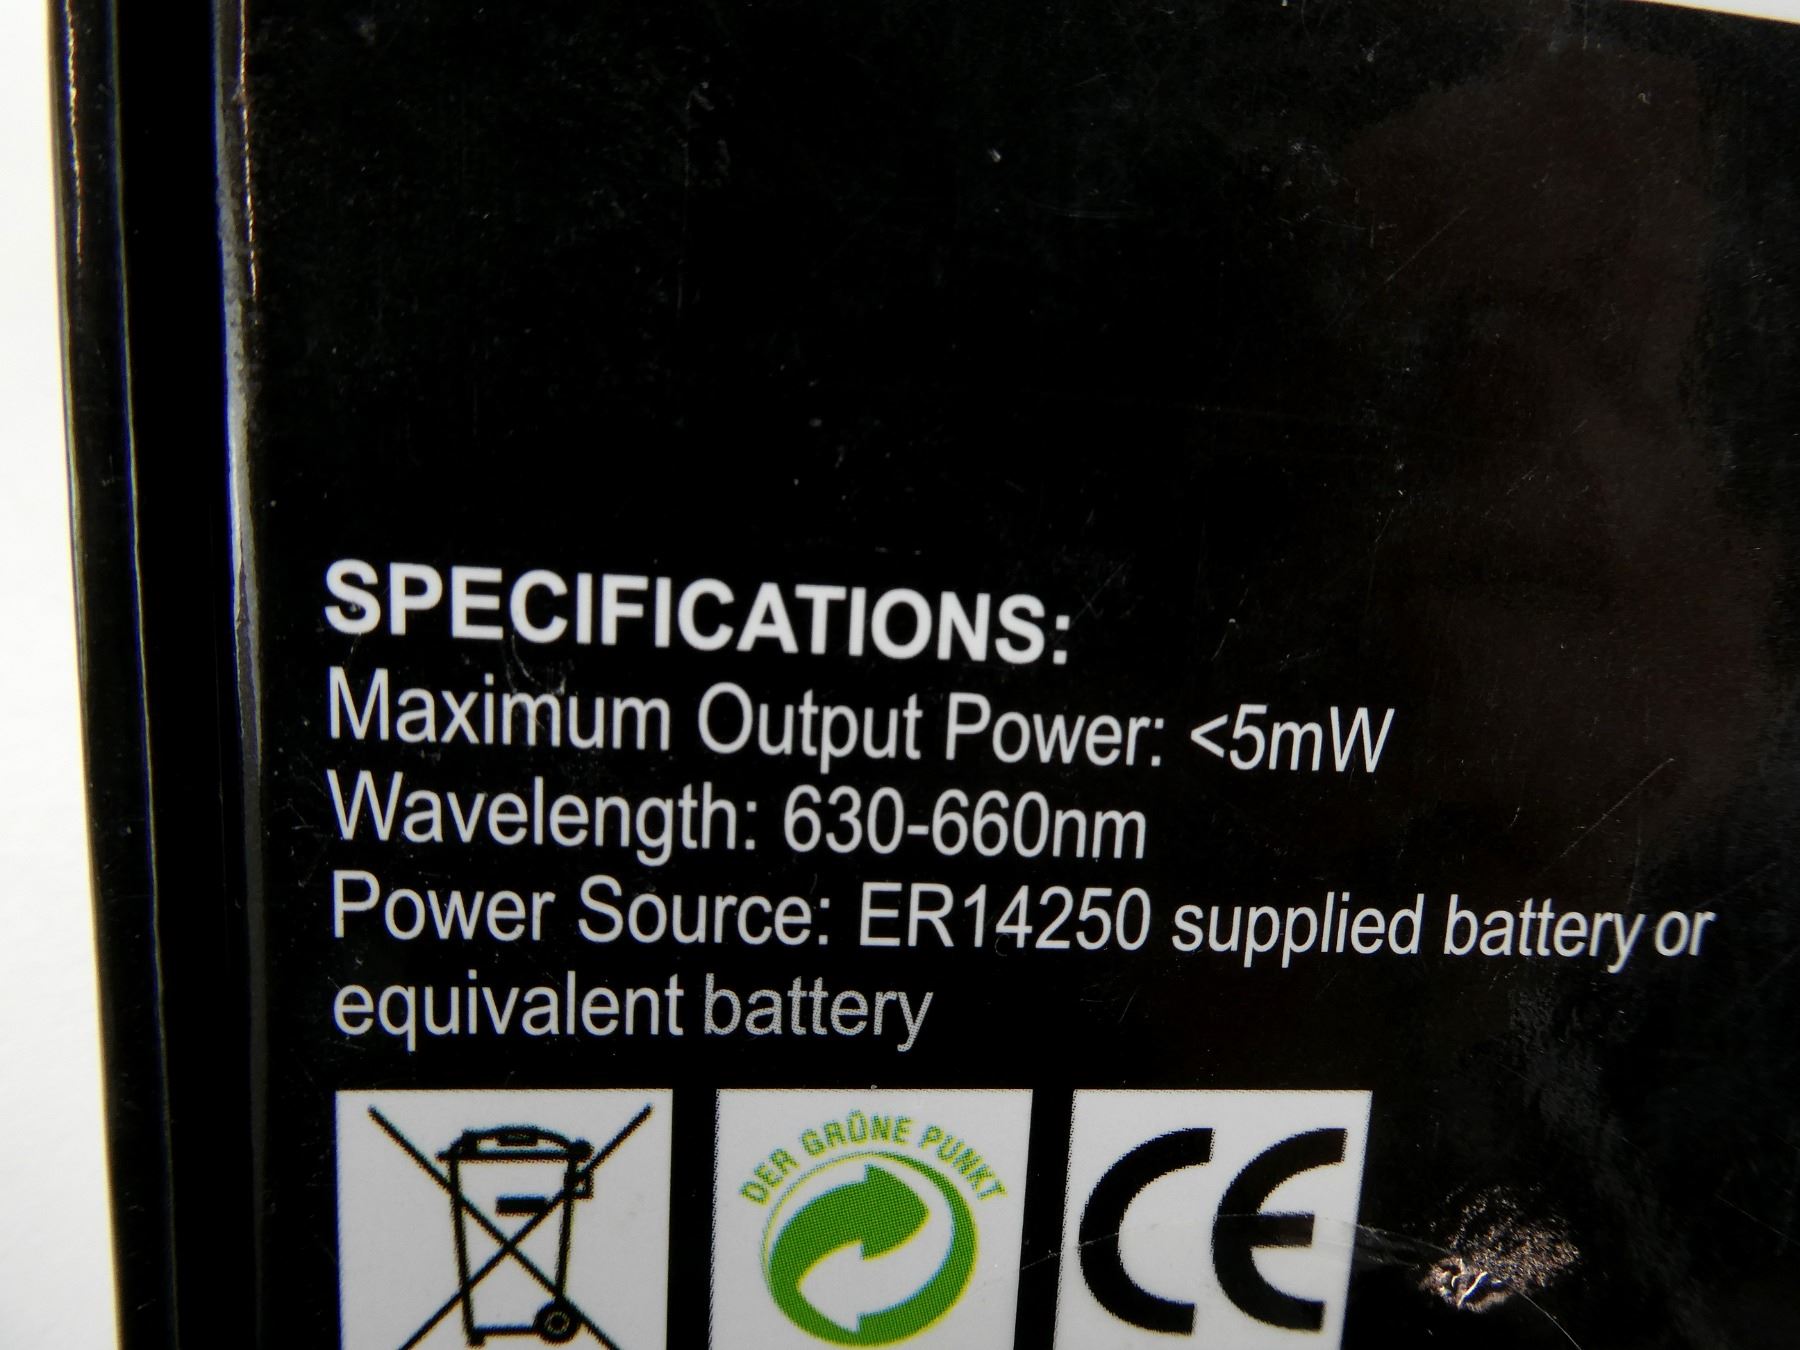 SPECIFICATIONS:
Maximum Output Power: <5mW
Wavelength: 630-660nm
Power Source: ER14250 supplied battery or
equivalent battery
DER GRÜNE PUNKT
CE